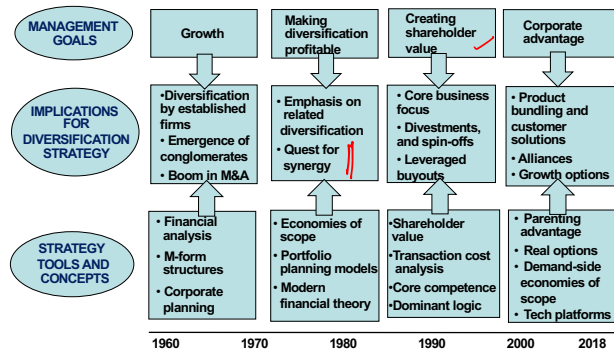 MANAGEMENT
GOALS
Growth
Making
diversification
profitable
Creating
shareholder
value
Corporate
advantage
IMPLICATIONS
FOR
DIVERSIFICATION
STRATEGY
•Diversification
by established
firms
• Emergence of
conglomerates
• Boom in M&A
• Emphasis on
related
diversification
• Quest for
synergy
• Core business
focus
• Divestments,
and spin-offs
• Leveraged
buyouts
• Product
bundling and
customer
solutions
• Alliances
• Growth options
STRATEGY
TOOLS AND
CONCEPTS
• Financial
analysis
• M-form
structures
• Corporate
planning
• Economies of
scope
• Portfolio
planning models
• Modern
financial theory
•Shareholder
value
•Transaction cost
analysis
•Core competence
•Dominant logic
• Parenting
advantage
• Real options
• Demand-side
economies of
scope
• Tech platforms
1960 1970 1980 1990 2000 2018